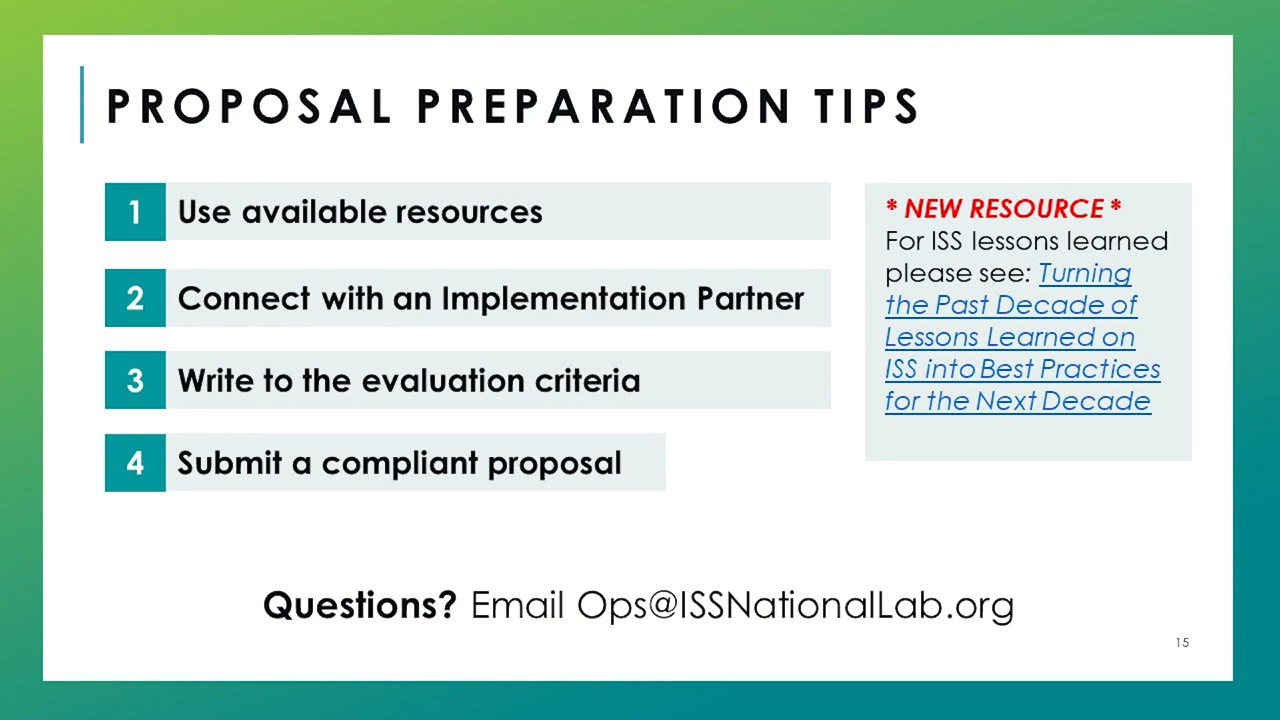 PROPOSAL PREPARATION TIPS
1 Use available resources
2 Connect with an Implementation Partner
3 Write to the evaluation criteria
4 Submit a compliant proposal
* NEW RESOURCE *
For ISS lessons learned
please see: Turning
the Past Decade of
Lessons Learned on
ISS into Best Practices
for the Next Decade
Questions? Email Ops@ISSNationalLab.org
15